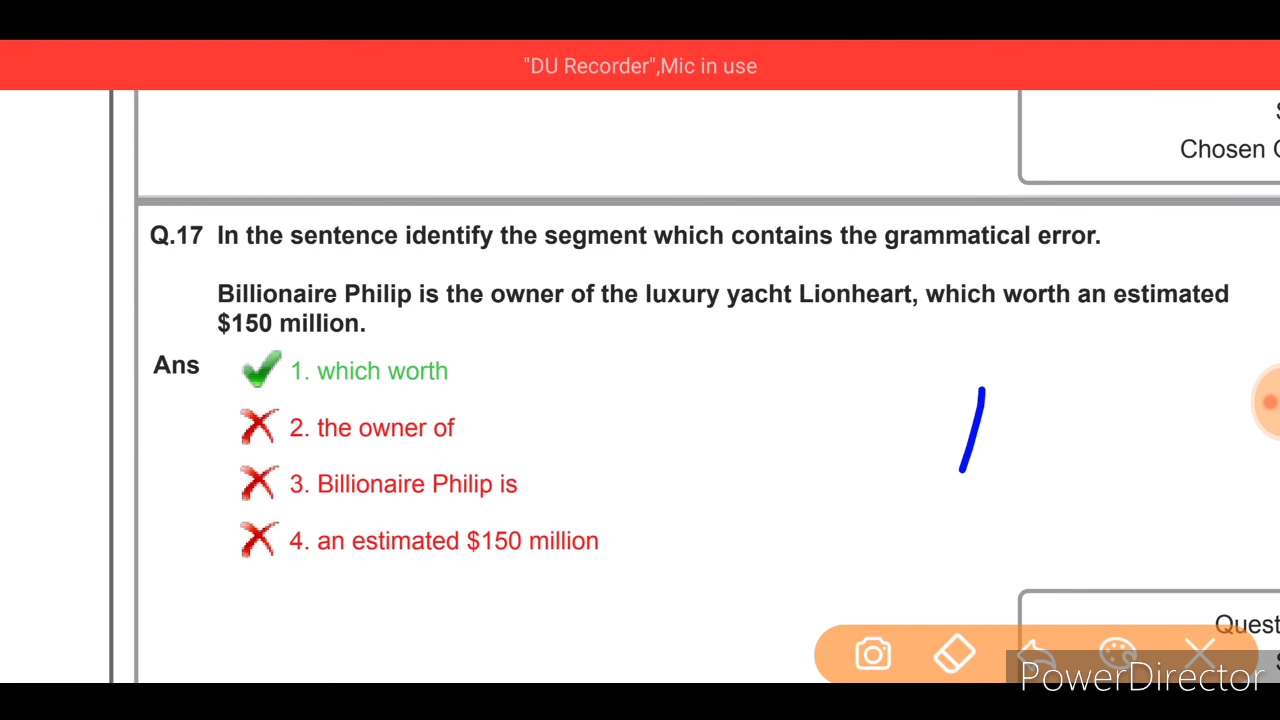 "DU Recorder",Mic in use
Chosen
Q.17 In the sentence identify the segment which contains the grammatical error.
Billionaire Philip is the owner of the luxury yacht Lionheart, which worth an estimated
$150 million.
Ans
1. which worth
2. the owner of
3. Billionaire Philip is
4. an estimated $150 million
Quest
PowerDirector